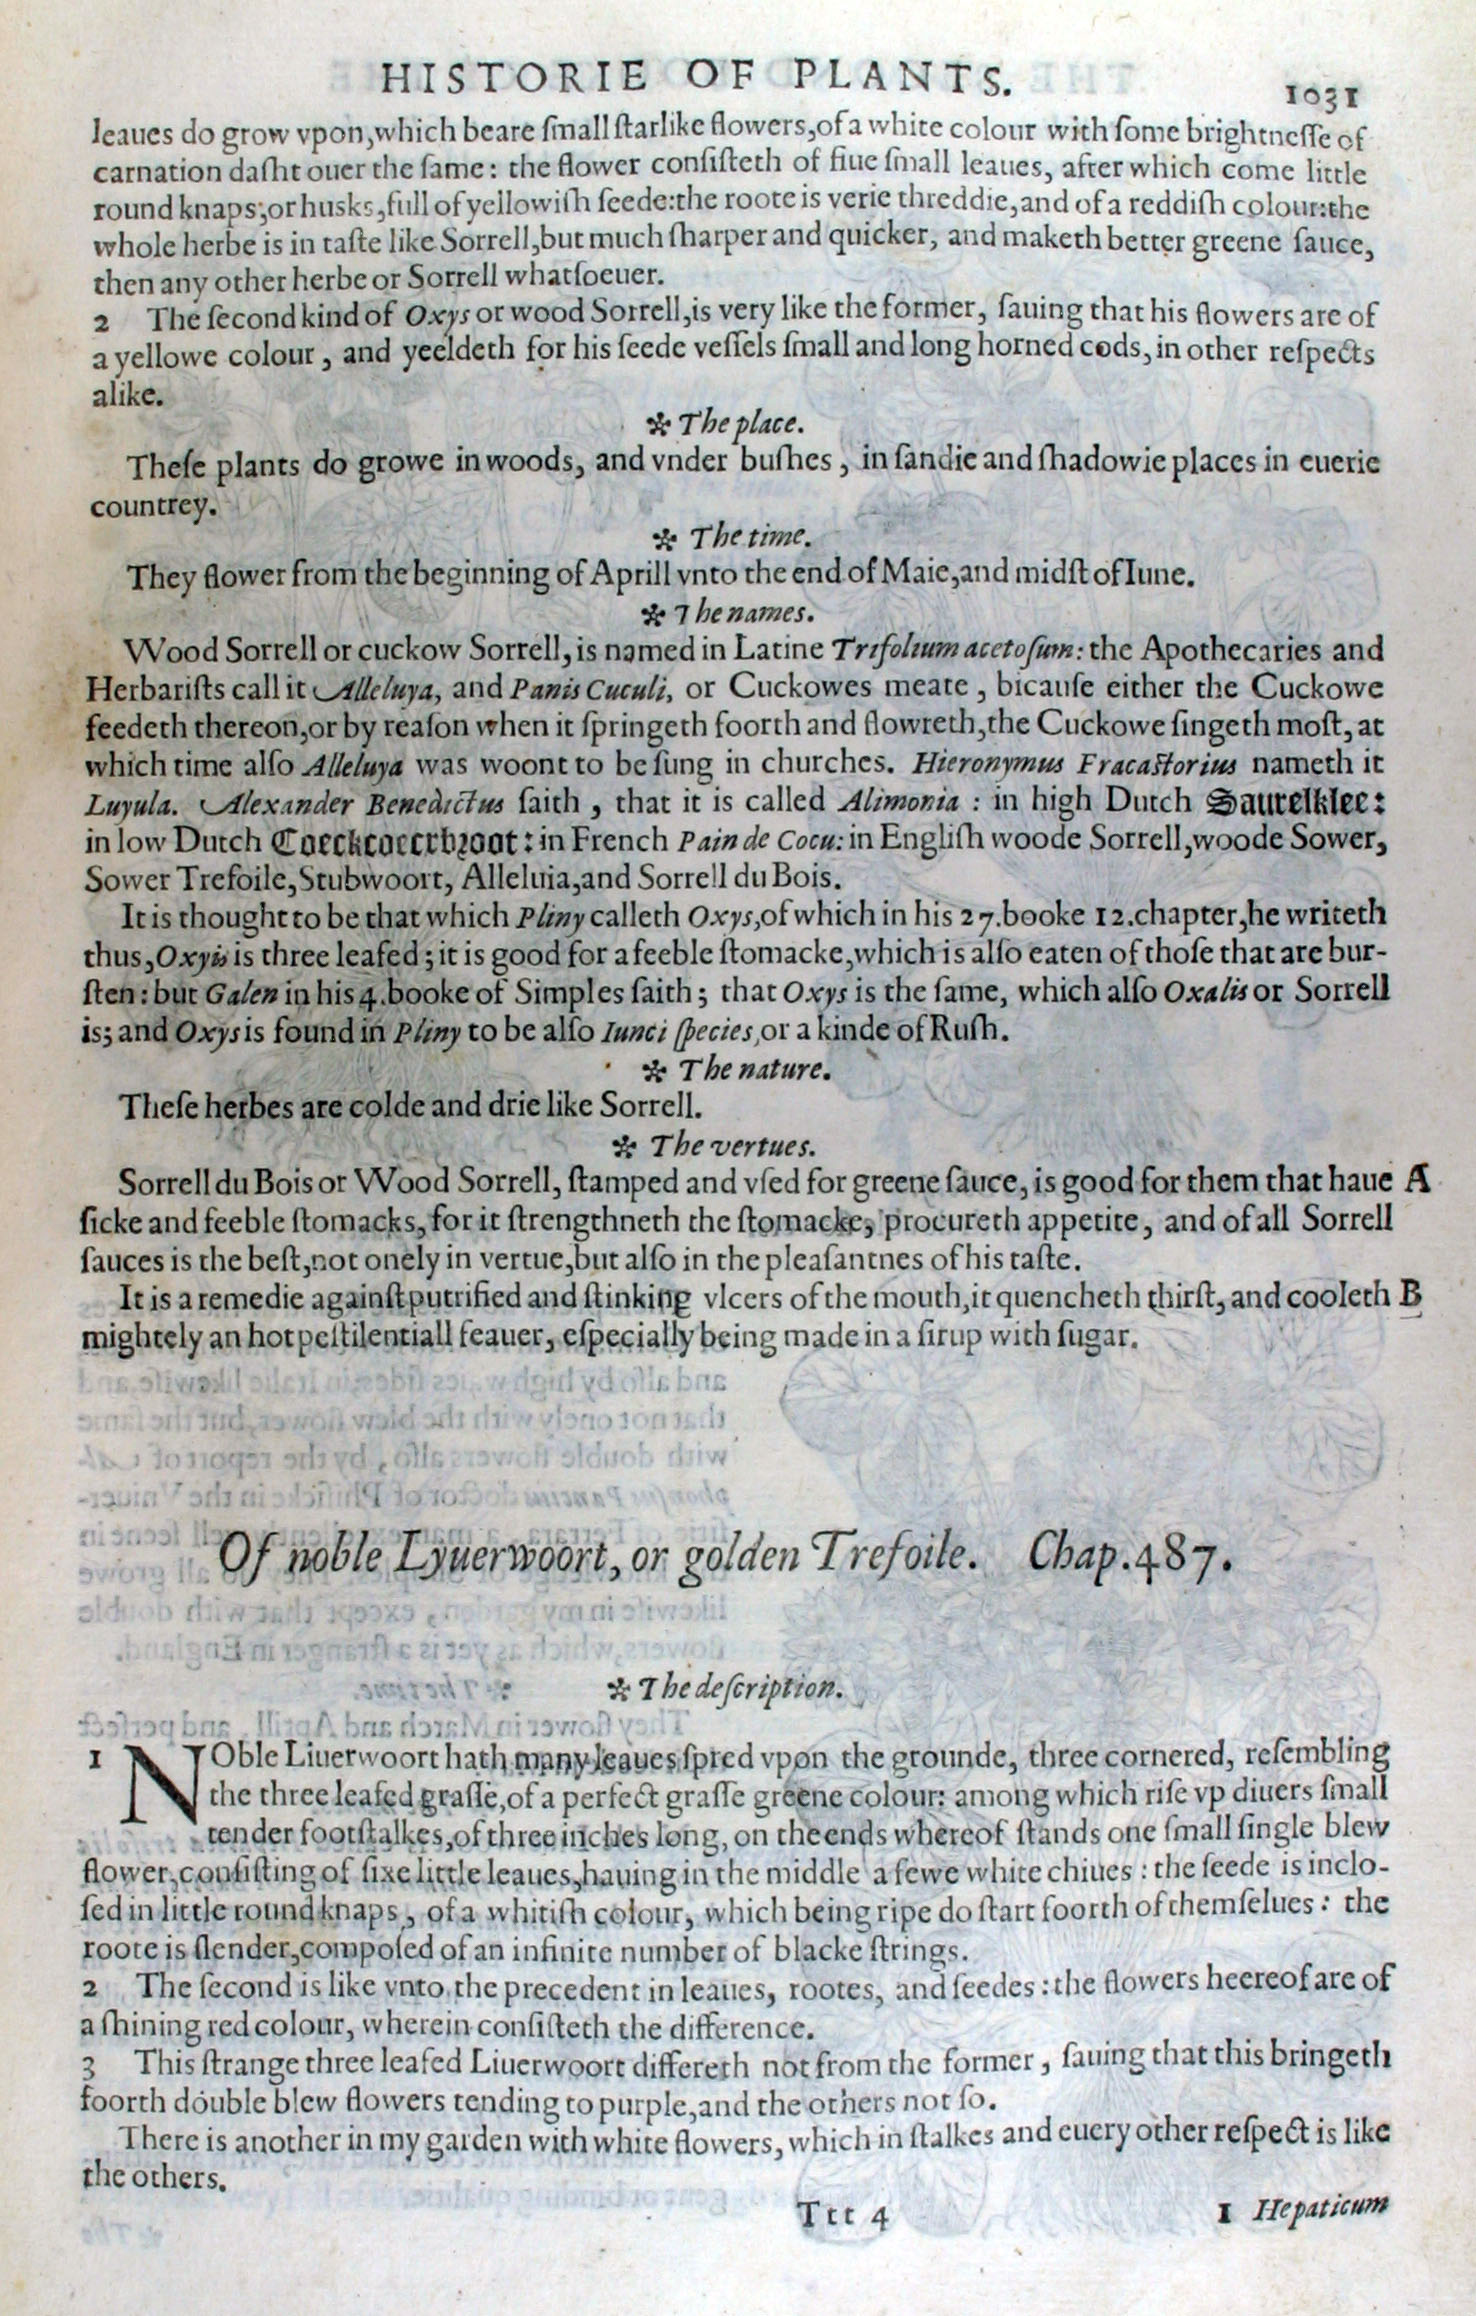 HISTORIE OF PLANTS. 1031
leaues do grow vpon,which beare ſmall ſtarlike flowers,of a white colour with ſome brightneſſe of
carnation daſht ouer the ſame: the flower conſiſteth of fiue ſmall leaues, after which come little
round knaps,or husks,full of yellowiſh ſeede:the roote is verie threddie,and of a reddiſh colour:the
whole herbe is in taſte like Sorrell,but much ſharper and quicker, and maketh better greene ſauce,
then any other herbe or Sorrell whatſoeuer.
2 The ſecond kind of Oxys or wood Sorrell,is very like the former, ſauing that his flowers are of
a yellowe colour, and yeeldeth for his ſeede veſſels ſmall and long horned cods,in other reſpects
alike.
✲ The place.
Theſe plants do growe in woods, and vnder buſhes, in ſandie and ſhadowie places in euerie
countrey.
✲ The time.
They flower from the beginning of Aprill vnto the end of Maie,and midſt of Iune.
✲ The names.
Wood Sorrell or cuckow Sorrell, is named in Latine Trifolium acetoſum: the Apothecaries and
Herbariſts call it Alleluya, and Panis Cuculi, or Cuckowes meate, bicauſe either the Cuckowe
feedeth thereon,or by reaſon when it ſpringeth foorth and flowreth,the Cuckowe ſingeth moſt, at
which time alſo Alleluya was woont to be ſung in churches. Hieronymus Fracaſtorius nameth it
Luyula. Alexander Benedictus ſaith, that it is called Alimonia: in high Dutch Saurelklee:
in low Dutch Coeckcoecrbroot: in French Pain de Cocu: in Engliſh woode Sorrell,woode Sower,
Sower Trefoile,Stubwoort, Alleluia,and Sorrell du Bois.
It is thought to be that which Pliny calleth Oxys,of which in his 27.booke 12.chapter,he writeth
thus,Oxyis is three leafed; it is good for a feeble ſtomacke,which is alſo eaten of thoſe that are bur-
ſten: but Galen in his 4.booke of Simples ſaith; that Oxys is the ſame, which alſo Oxalis or Sorrell
is; and Oxys is found in Pliny to be alſo Iunci ſpecies,or a kinde of Ruſh.
✲ The nature.
Theſe herbes are colde and drie like Sorrell.
✲ The vertues.
Sorrell du Bois or Wood Sorrell, ſtamped and vſed for greene ſauce, is good for them that haue A
ſicke and feeble ſtomacks, for it ſtrengthneth the ſtomacke, procureth appetite, and of all Sorrell
ſauces is the beſt,not onely in vertue,but alſo in the pleaſantnes of his taſte.
It is a remedie againſt putrified and ſtinking vlcers of the mouth,it quencheth thirſt, and cooleth B
mightely an hot peſtilentiall feauer, eſpecially being made in a ſirup with ſugar.
Of noble Lyuerwoort, or golden Trefoile. Chap.487.
✲ The deſcription.
1 NOble Liuerwoort hath many leaues ſpred vpon the grounde, three cornered, reſembling
the three leafed graſſe,of a perfect graſſe greene colour: among which riſe vp diuers ſmall
tender footſtalkes,of three inches long, on the ends whereof ſtands one ſmall ſingle blew
flower,conſiſting of ſixe little leaues,hauing in the middle a fewe white chiues: the ſeede is inclo-
ſed in little round knaps, of a whitiſh colour, which being ripe do ſtart foorth of themſelues: the
roote is ſlender,compoſed of an infinite number of blacke ſtrings.
2 The ſecond is like vnto the precedent in leaues, rootes, and ſeedes: the flowers heereof are of
a ſhining red colour, wherein conſiſteth the difference.
3 This ſtrange three leafed Liuerwoort differeth not from the former, ſauing that this bringeth
foorth double blew flowers tending to purple,and the others not ſo.
There is another in my garden with white flowers, which in ſtalkes and euery other reſpect is like
the others.
Ttt 4 1 Hepaticum